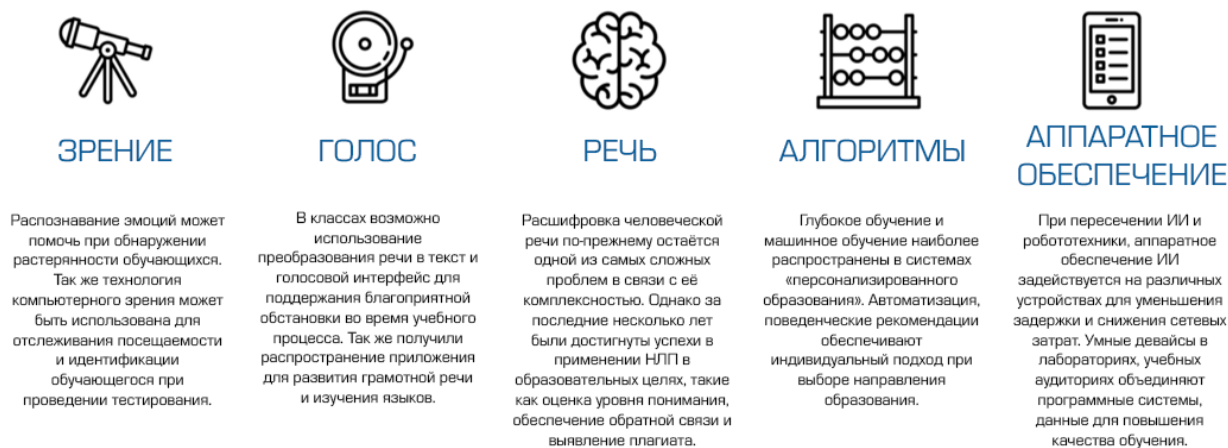 ЗРЕНИЕ
Распознавание эмоций может
помочь при обнаружении
растерянности обучающихся.
Так же технология
компьютерного зрения может
быть использована для
отслеживания посещаемости
и идентификации
обучающегося при
проведении тестирования.
ГОЛОС
В классах возможно
использование
преобразования речи в текст и
голосовой интерфейс для
поддержания благоприятной
обстановки во время учебного
процесса. Так же получили
распространение приложения
для развития грамотной речи
и изучения языков.
РЕЧЬ
Расшифровка человеческой
речи по-прежнему остаётся
одной из самых сложных
проблем в связи с её
комплексностью. Однако за
последние несколько лет
были достигнуты успехи в
применении НЛП в
образовательных целях, такие
как оценка уровня понимания,
обеспечение обратной связи и
выявление плагиата.
АЛГОРИТМЫ
Глубокое обучение и
машинное обучение наиболее
распространены в системах
«персонализированного
образования». Автоматизация,
поведенческие рекомендации
обеспечивают
индивидуальный подход при
выборе направления
образования.
АППАРАТНОЕ
ОБЕСПЕЧЕНИЕ
При пересечении ИИ и
робототехники, аппаратное
обеспечение ИИ
задействуется на различных
устройствах для уменьшения
задержки и снижения сетевых
затрат. Умные девайсы в
лабораториях, учебных
аудиториях объединяют
программные системы,
данные для повышения
качества обучения.